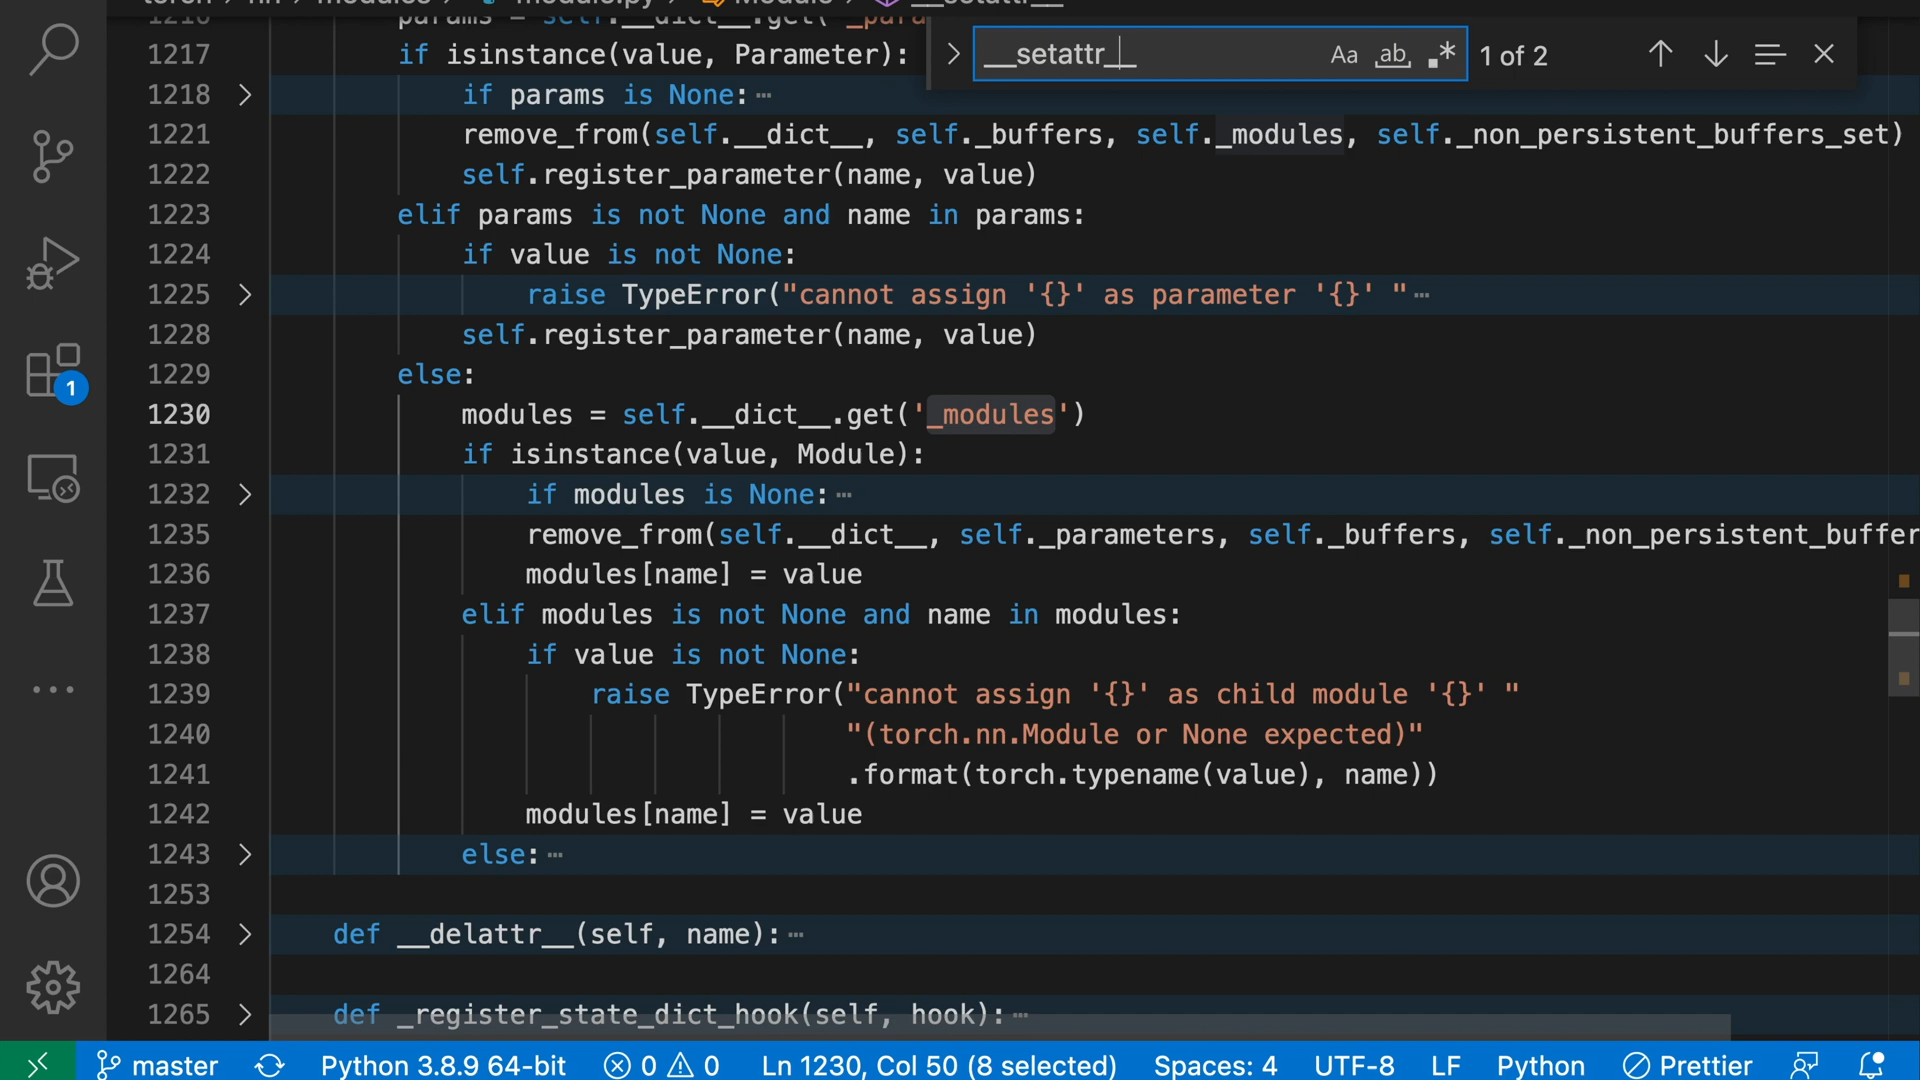 __setattr__ Aa ab, .* 1 of 2
1217 if isinstance(value, Parameter):
1218 if params is None:
1221 remove_from(self.__dict__, self._buffers, self._modules, self._non_persistent_buffers_set)
1222 self.register_parameter(name, value)
1223 elif params is not None and name in params:
1224 if value is not None:
1225 raise TypeError("cannot assign '{}' as parameter '{}' "
1228 self.register_parameter(name, value)
1229 else:
1230 modules = self.__dict__.get('_modules')
1231 if isinstance(value, Module):
1232 if modules is None:
1235 remove_from(self.__dict__, self._parameters, self._buffers, self._non_persistent_buffer
1236 modules[name] = value
1237 elif modules is not None and name in modules:
1238 if value is not None:
1239 raise TypeError("cannot assign '{}' as child module '{}' "
1240 "(torch.nn.Module or None expected)"
1241 .format(torch.typename(value), name))
1242 modules[name] = value
1243 else:
1253
1254 def __delattr__(self, name):
1264
1265 def _register_state_dict_hook(self, hook):
1
master Python 3.8.9 64-bit 0 0 Ln 1230, Col 50 (8 selected) Spaces: 4 UTF-8 LF Python Prettier